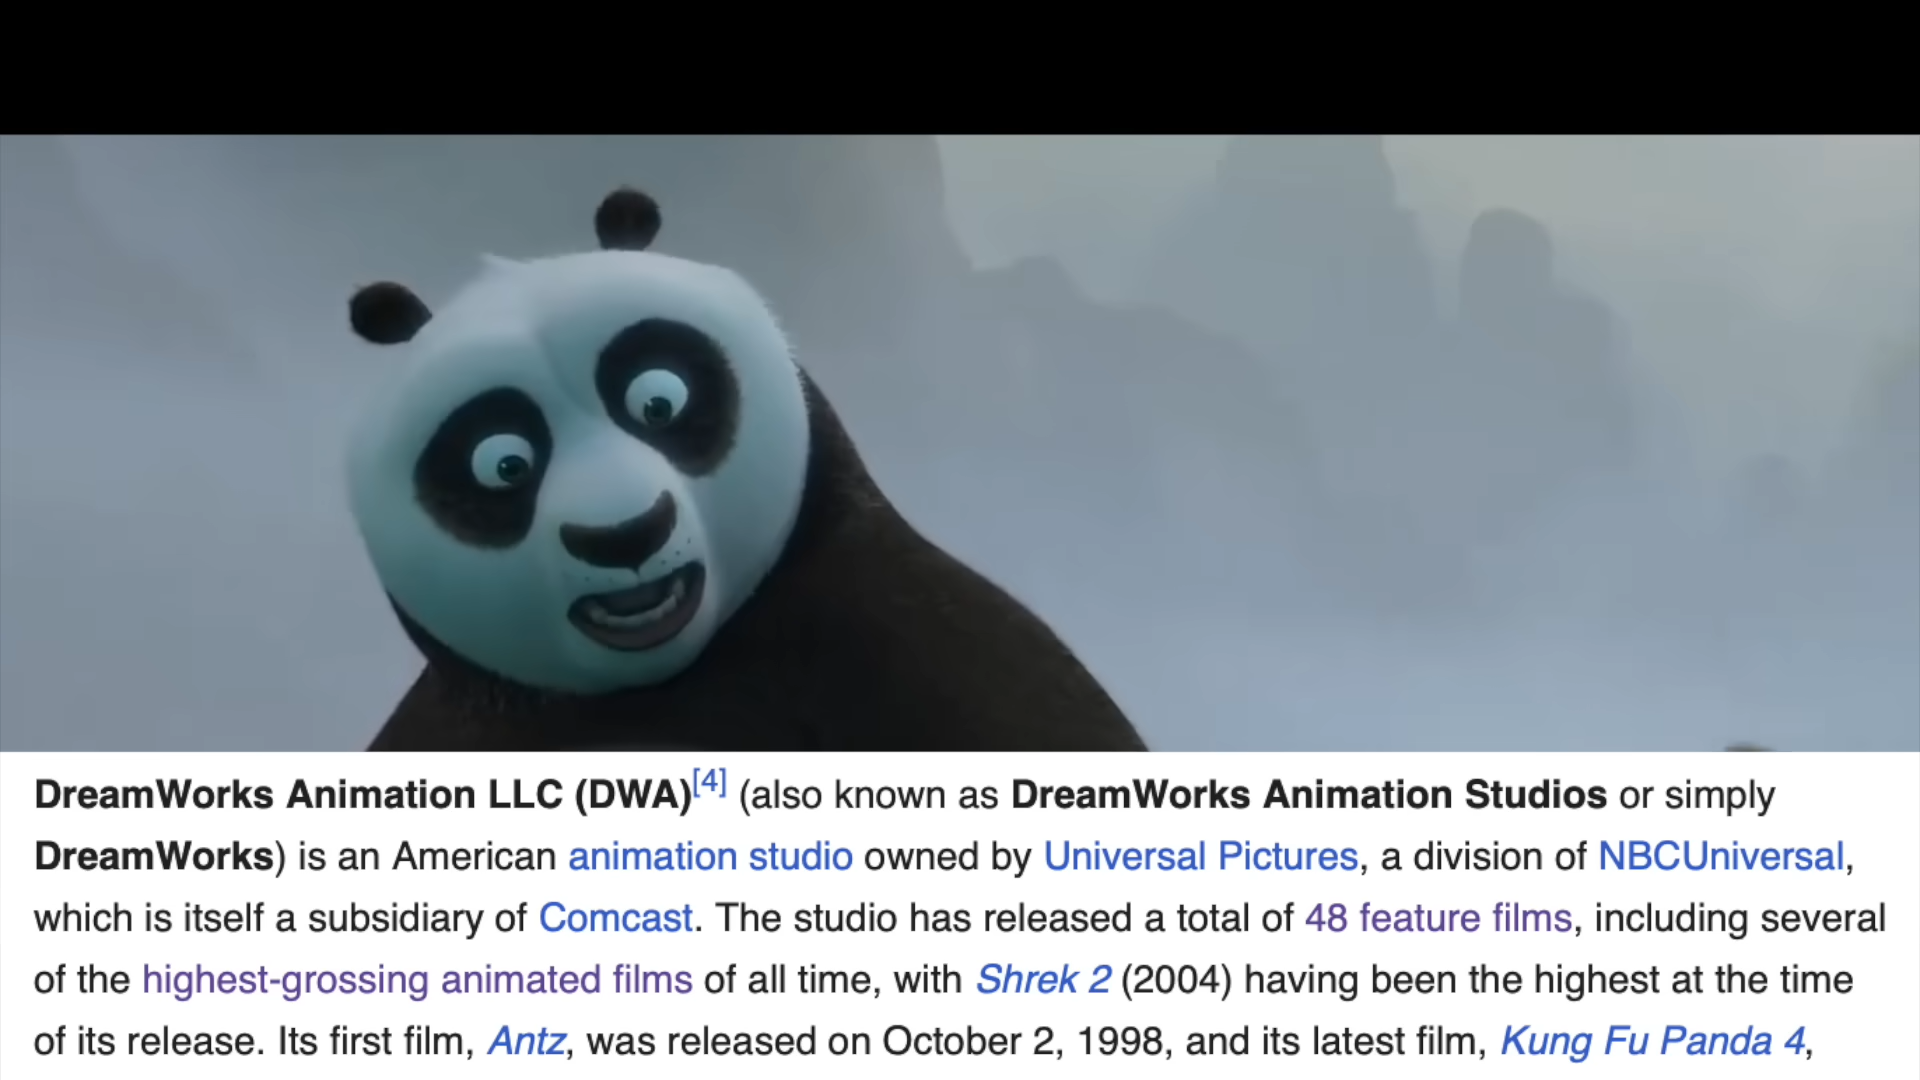 DreamWorks Animation LLC (DWA)[4] (also known as DreamWorks Animation Studios or simply
DreamWorks) is an American animation studio owned by Universal Pictures, a division of NBCUniversal,
which is itself a subsidiary of Comcast. The studio has released a total of 48 feature films, including several
of the highest-grossing animated films of all time, with Shrek 2 (2004) having been the highest at the time
of its release. Its first film, Antz, was released on October 2, 1998, and its latest film, Kung Fu Panda 4,